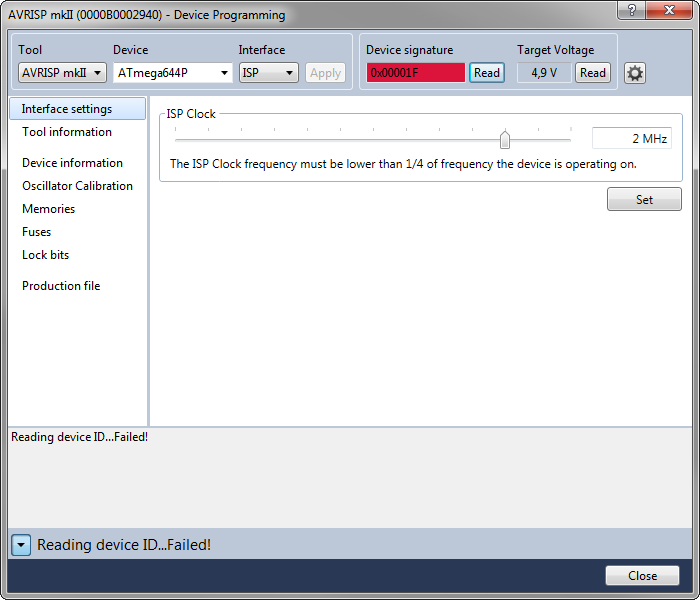 AVRISP mkII (0000B0002940) - Device Programming
Tool Device Interface Device signature Target Voltage
AVRISP mkII ATmega644P ISP Apply 0x00001F Read 4,9 V Read
Interface settings
Tool information
Device information
Oscillator Calibration
Memories
Fuses
Lock bits
Production file
ISP Clock
2 MHz
The ISP Clock frequency must be lower than 1/4 of frequency the device is operating on.
Set
Reading device ID...Failed!
Reading device ID...Failed!
Close